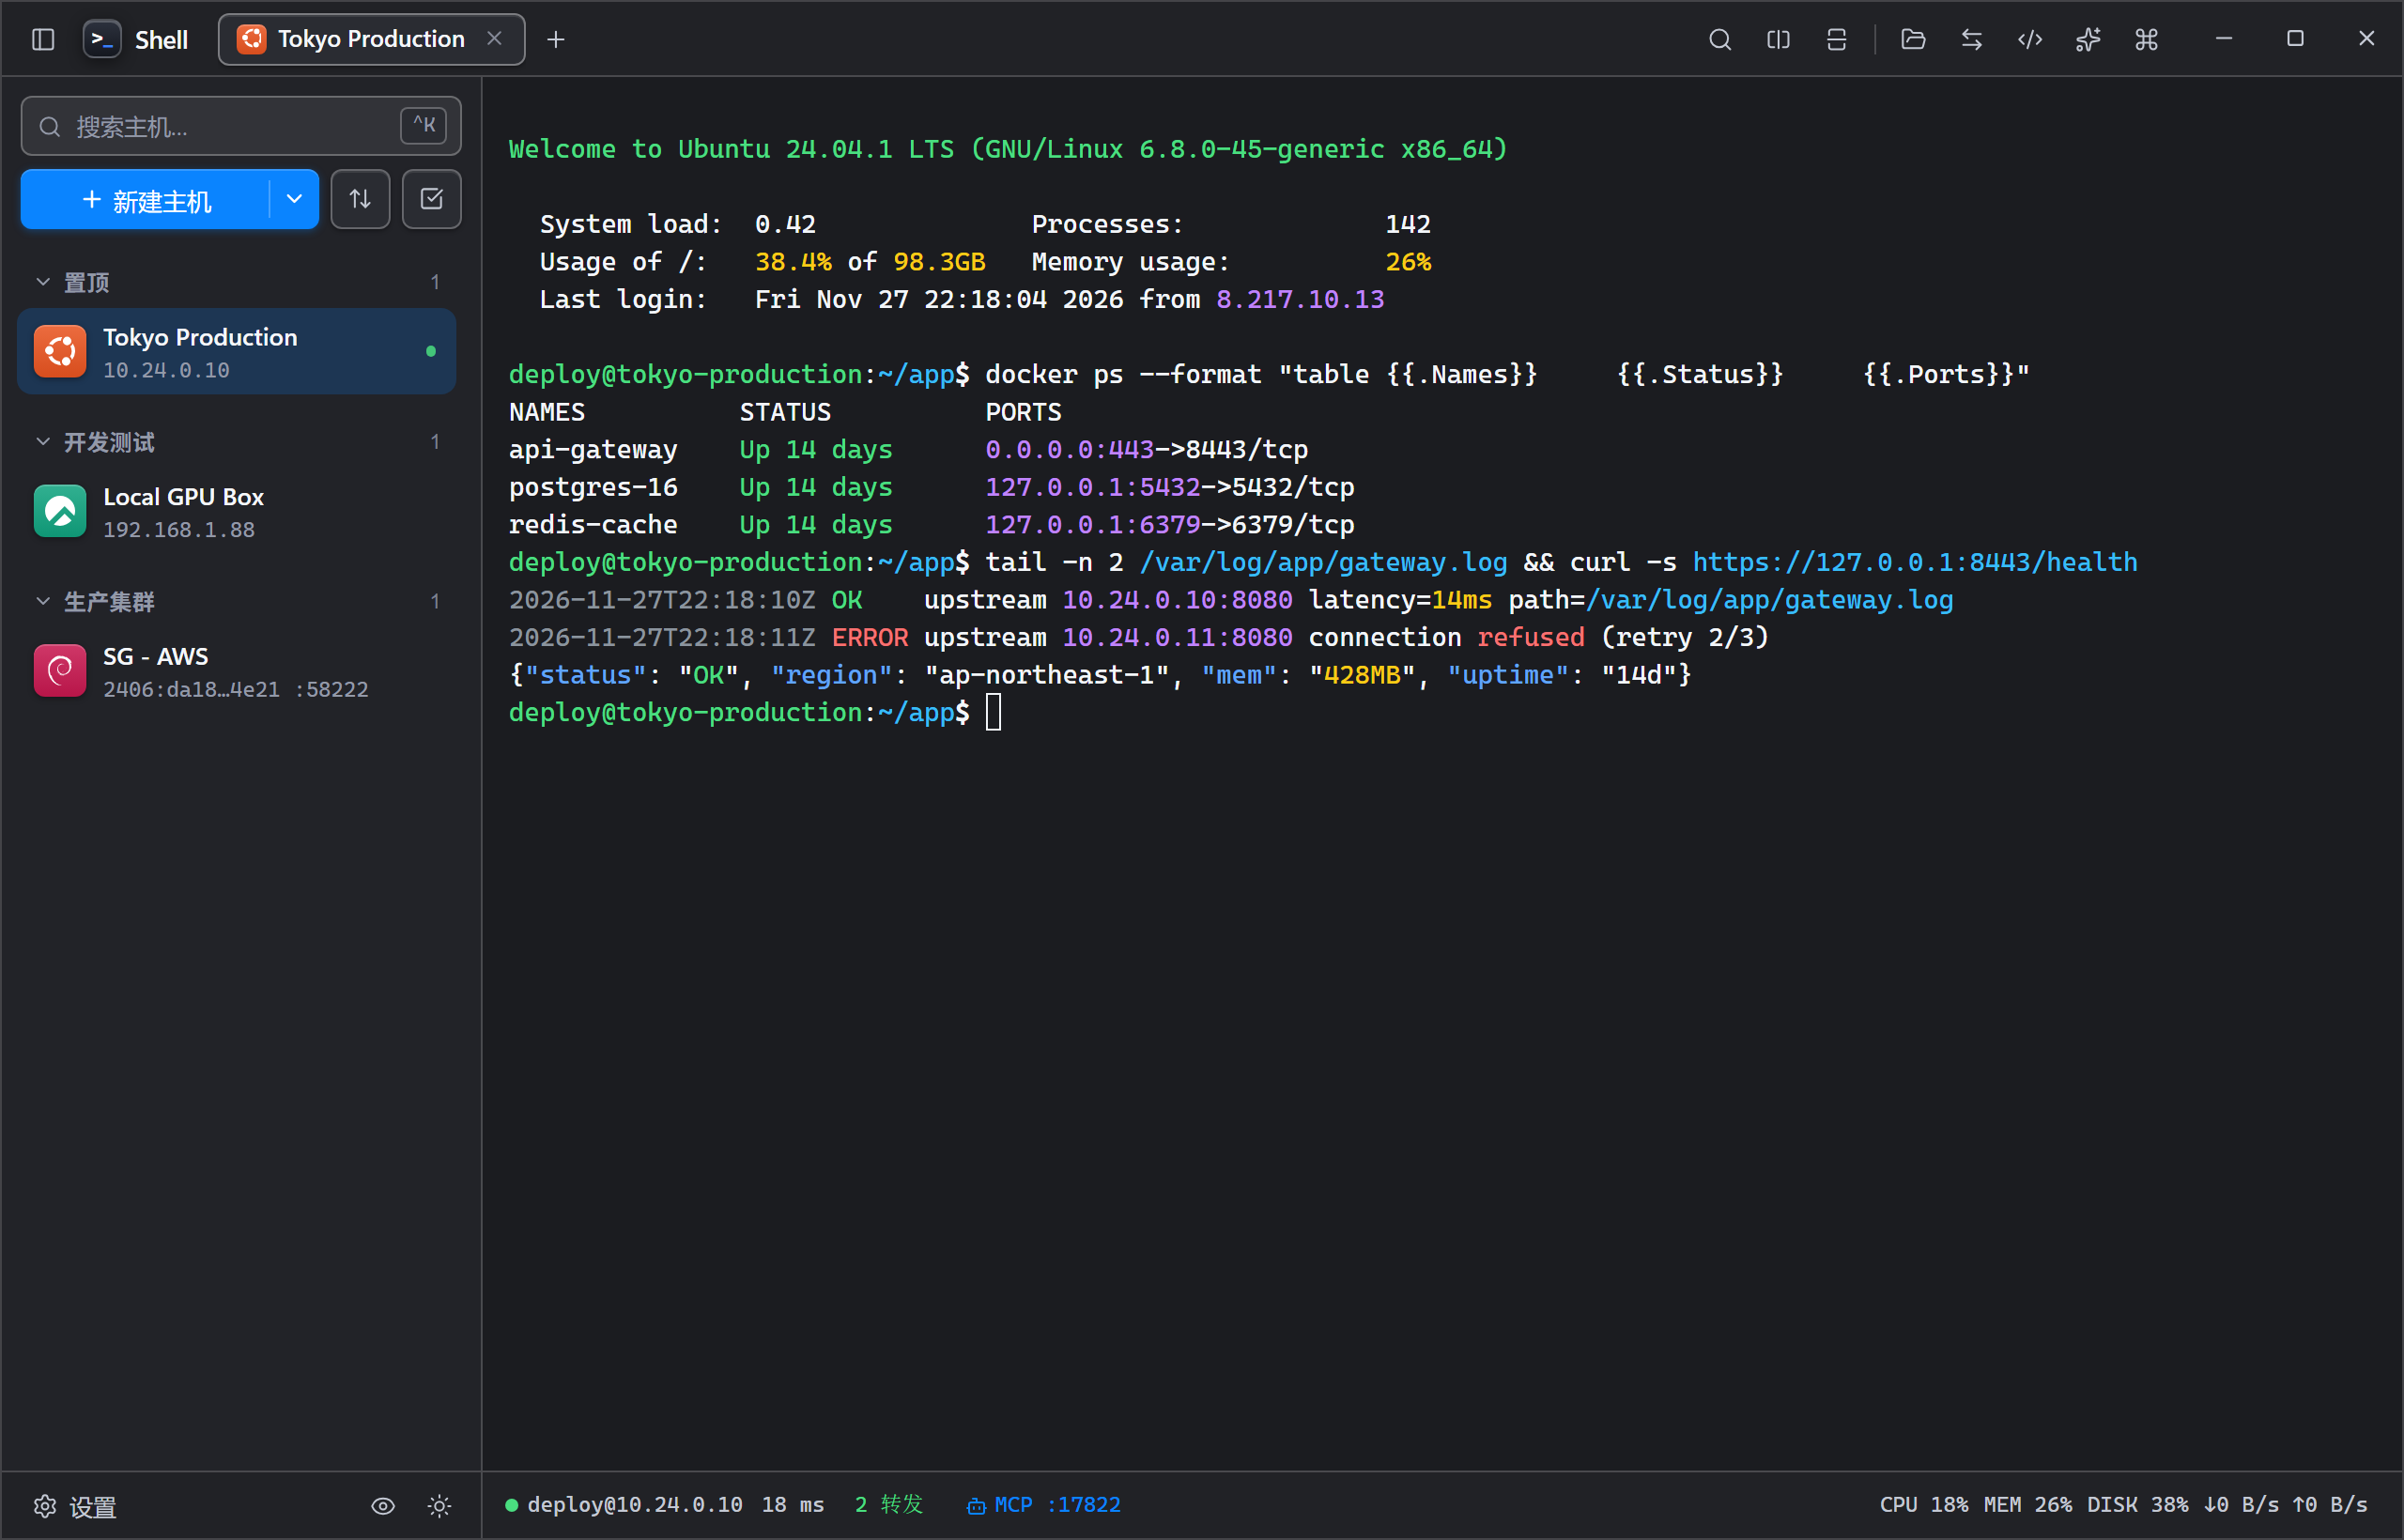 Shell
Tokyo Production
搜索主机...
^K
新建主机
置顶 1
Tokyo Production
10.24.0.10
开发测试 1
Local GPU Box
192.168.1.88
生产集群 1
SG - AWS
2406:da18…4e21 :58222
设置
Welcome to Ubuntu 24.04.1 LTS (GNU/Linux 6.8.0-45-generic x86_64)
System load: 0.42 Processes: 142
Usage of /: 38.4% of 98.3GB Memory usage: 26%
Last login: Fri Nov 27 22:18:04 2026 from 8.217.10.13
deploy@tokyo-production:~/app$ docker ps --format "table {{.Names}} {{.Status}} {{.Ports}}"
NAMES STATUS PORTS
api-gateway Up 14 days 0.0.0.0:443->8443/tcp
postgres-16 Up 14 days 127.0.0.1:5432->5432/tcp
redis-cache Up 14 days 127.0.0.1:6379->6379/tcp
deploy@tokyo-production:~/app$ tail -n 2 /var/log/app/gateway.log && curl -s https://127.0.0.1:8443/health
2026-11-27T22:18:10Z OK upstream 10.24.0.10:8080 latency=14ms path=/var/log/app/gateway.log
2026-11-27T22:18:11Z ERROR upstream 10.24.0.11:8080 connection refused (retry 2/3)
{"status": "OK", "region": "ap-northeast-1", "mem": "428MB", "uptime": "14d"}
deploy@tokyo-production:~/app$
deploy@10.24.0.10 18 ms 2 转发 MCP :17822
CPU 18% MEM 26% DISK 38% ↓0 B/s ↑0 B/s